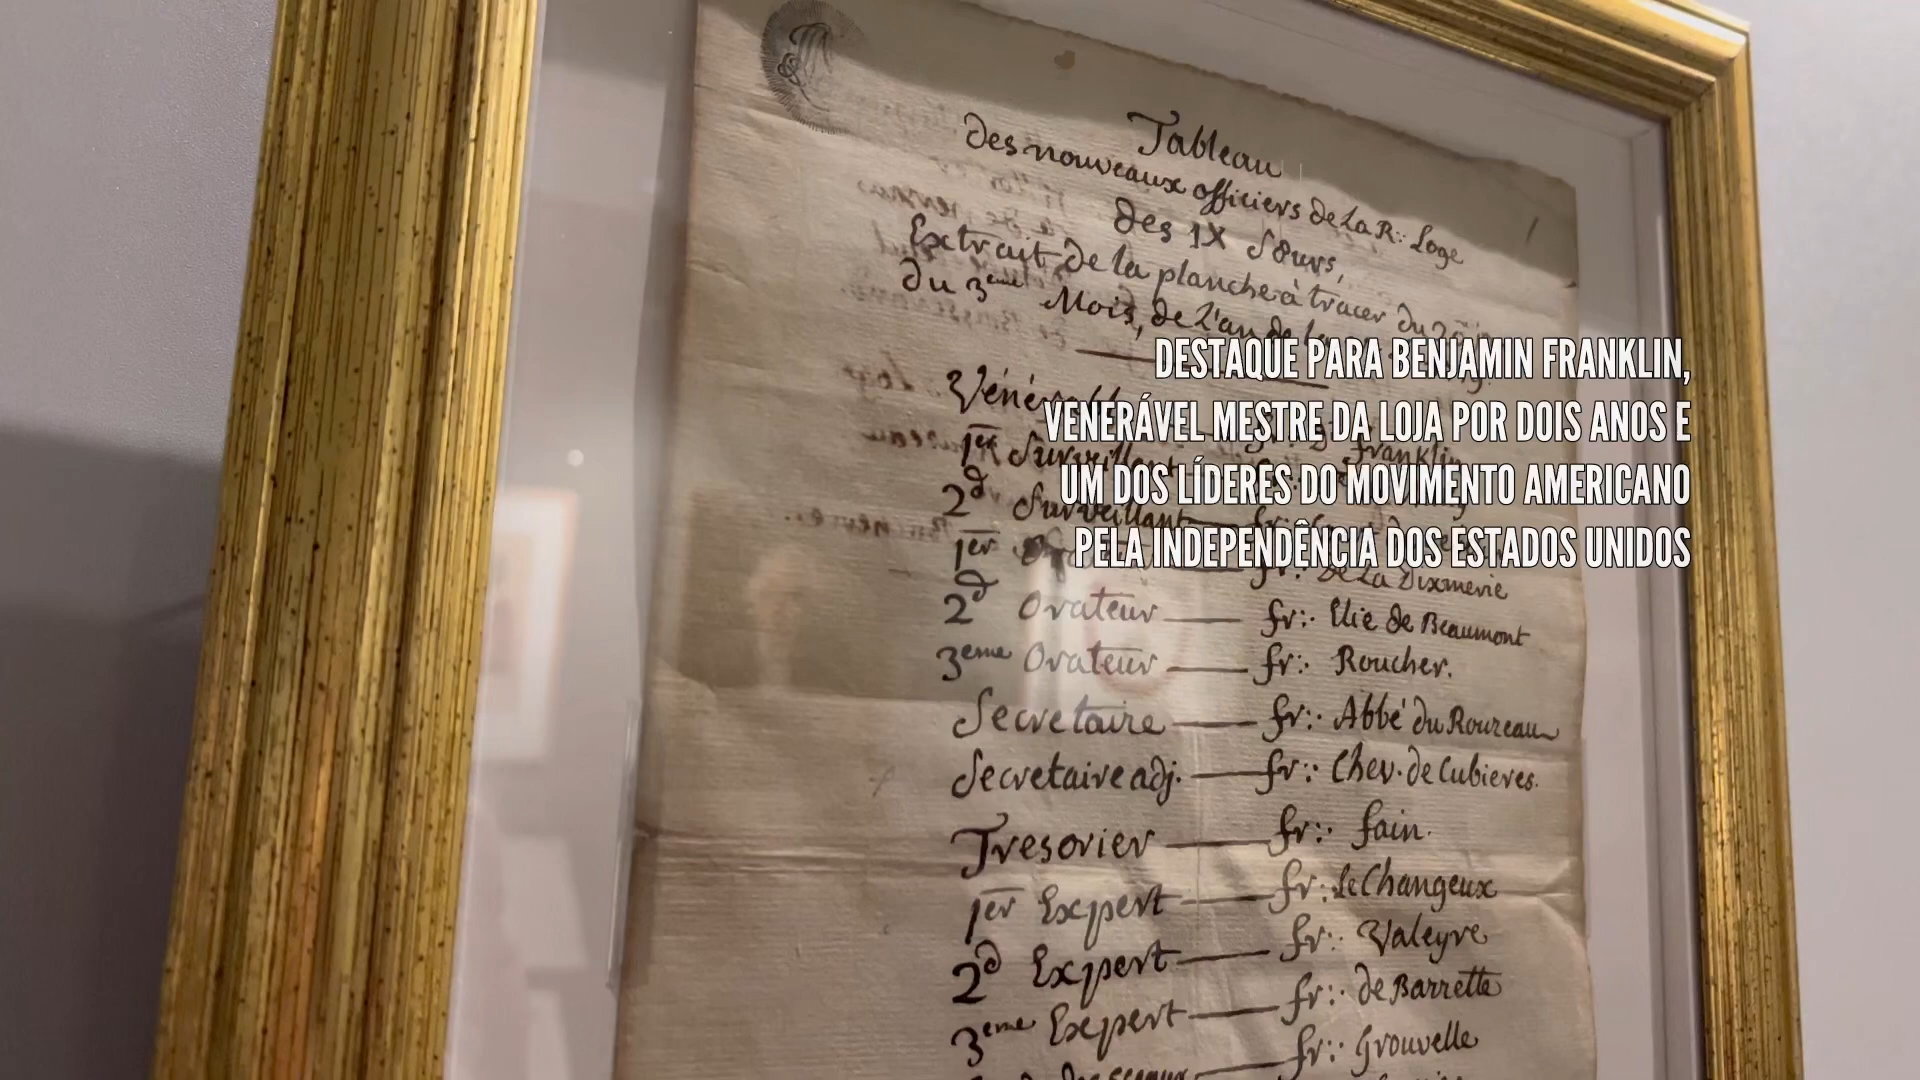 Tableau
des nouveaux officiers de La R∴ Loge
des IX Sœurs,
Extrait de la planche à tracer du
du 3eme Mois, de L'an de la
DESTAQUE PARA BENJAMIN FRANKLIN,
VENERÁVEL MESTRE DA LOJA POR DOIS ANOS E
UM DOS LÍDERES DO MOVIMENTO AMERICANO
PELA INDEPENDÊNCIA DOS ESTADOS UNIDOS
Franklin
1er Surveillant
2d Surveillant — fr∴
1er — fr∴ De La Dixmerie
2d Orateur — fr∴ Elie de Beaumont
3eme Orateur — fr∴ Roucher.
Secretaire — fr∴ Abbé du Rouzeau
Secretaire adj. — fr∴ Chev. de Cubieres.
Tresorier — fr∴ Fain.
1er Expert — fr∴ Le Changeux
2d Expert — fr∴ Valeyre
3eme Expert — fr∴ de Barrette
fr∴ Grouvelle